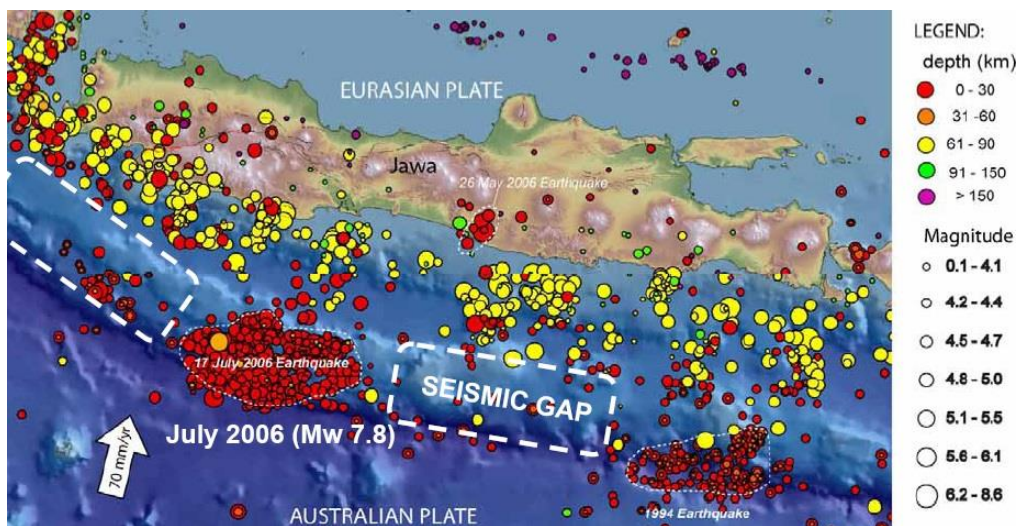 EURASIAN PLATE
Jawa
26 May 2006 Earthquake
17 July 2006 Earthquake
SEISMIC GAP
July 2006 (Mw 7.8)
70 mm/yr
1994 Earthquake
AUSTRALIAN PLATE
LEGEND:
depth (km)
0 - 30
31 -60
61 - 90
91 - 150
> 150
Magnitude
0.1 - 4.1
4.2 - 4.4
4.5 - 4.7
4.8 - 5.0
5.1 - 5.5
5.6 - 6.1
6.2 - 8.6